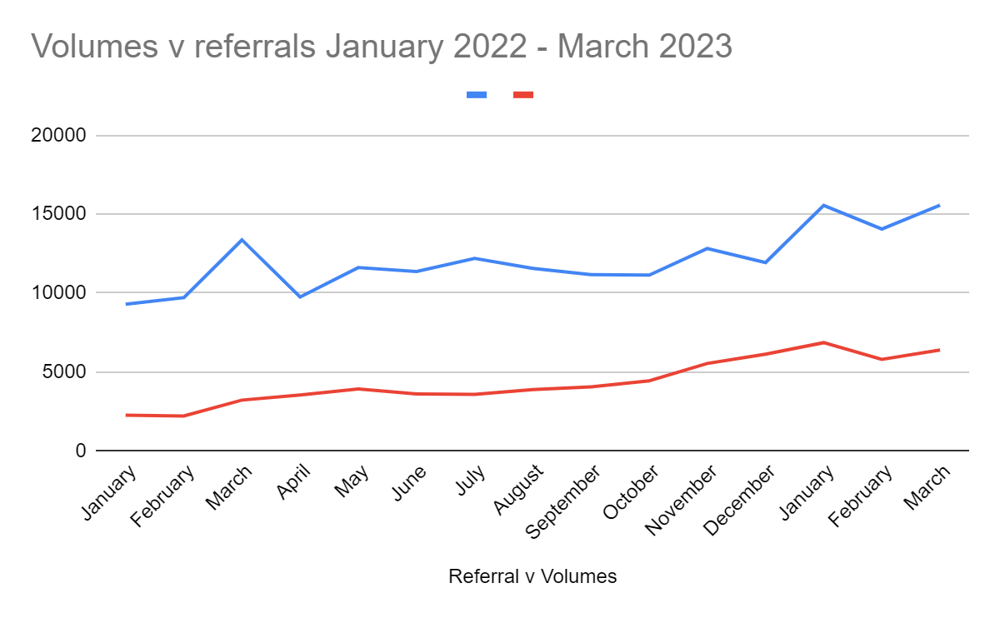 Volumes v referrals January 2022 - March 2023
20000
15000
10000
5000
0
January
February
March
April
May
June
July
August
September
October
November
December
January
February
March
Referral v Volumes